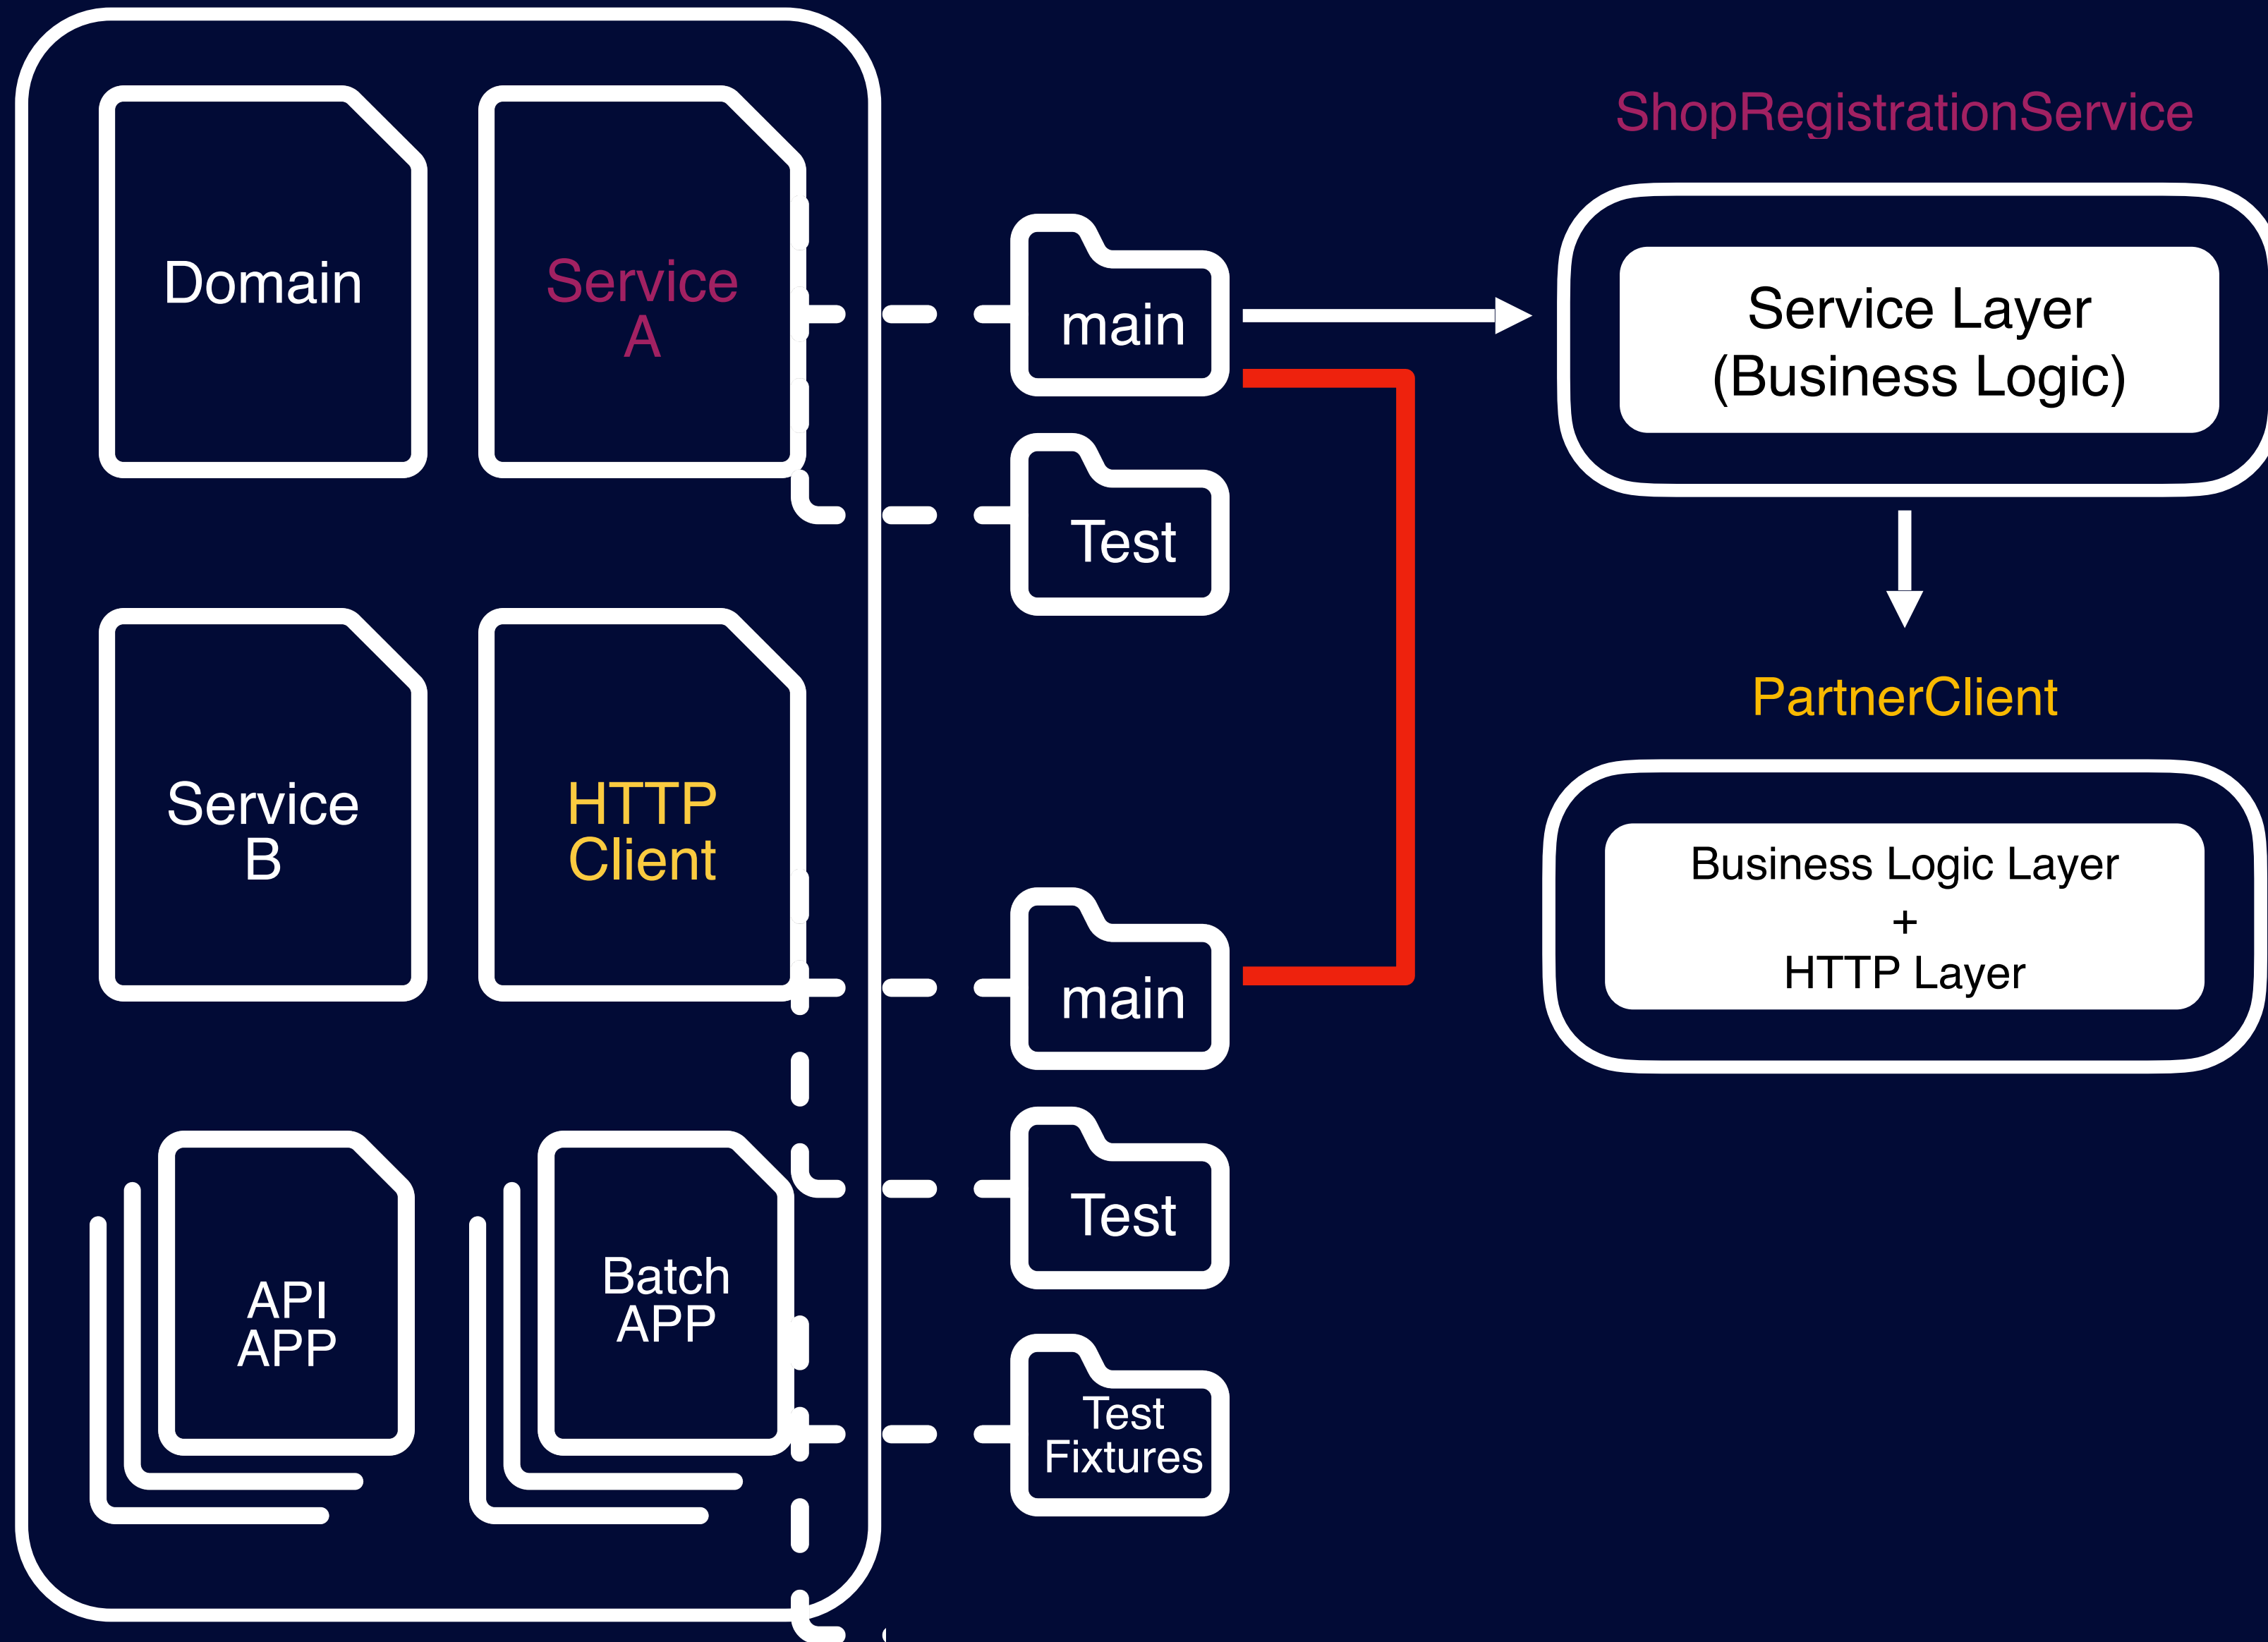 Domain
Service
A
Service
B
HTTP
Client
API
APP
Batch
APP
main
Test
main
Test
Test
Fixtures
ShopRegistrationService
Service Layer
(Business Logic)
PartnerClient
Business Logic Layer
+
HTTP Layer